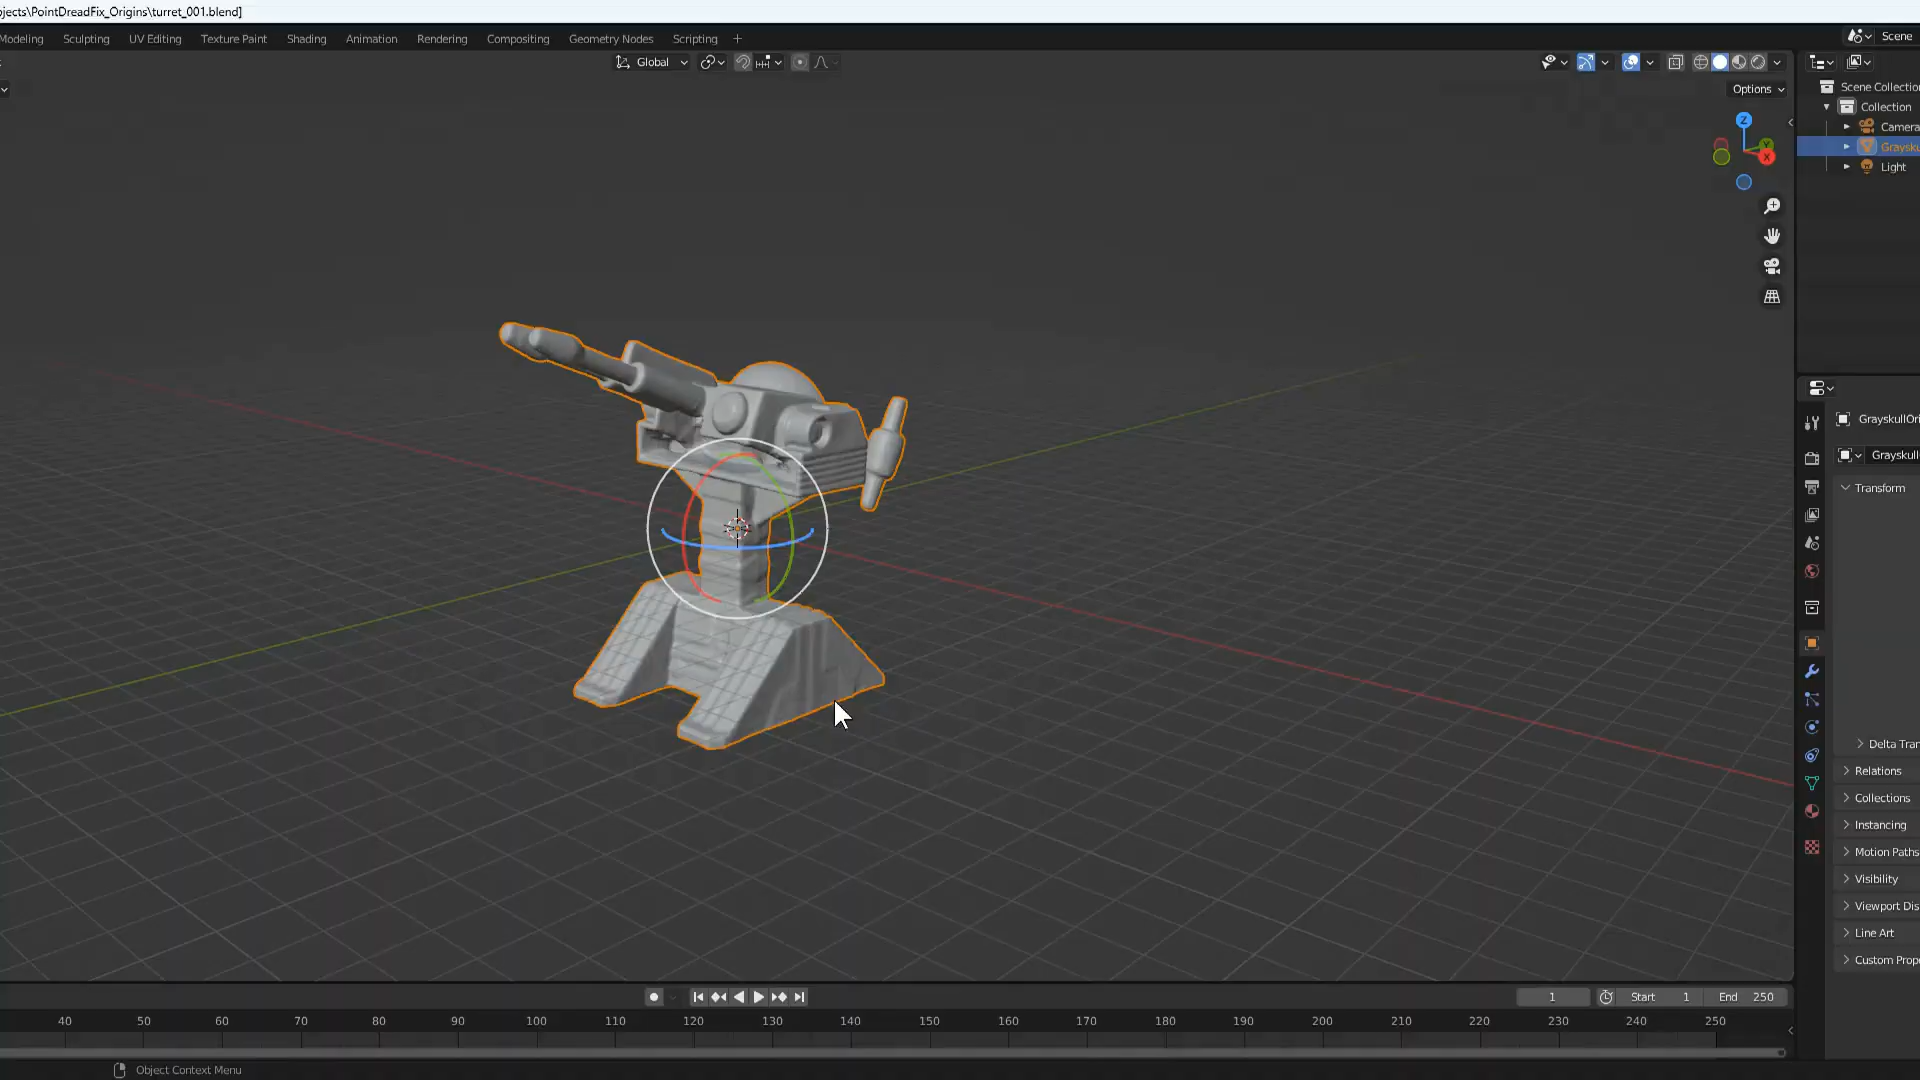 ojects\PointDreadFix_Origins\turret_001.blend]
Modeling Sculpting UV Editing Texture Paint Shading Animation Rendering Compositing Geometry Nodes Scripting + Scene
Global
Options
Scene Collectio
Collection
Camera
Graysku
Light
Z
Y
X
GrayskullOri
Grayskull
Transform
Delta Tran
Relations
Collections
Instancing
Motion Paths
Visibility
Viewport Dis
Line Art
Custom Prope
1 Start 1 End 250
40 50 60 70 80 90 100 110 120 130 140 150 160 170 180 190 200 210 220 230 240 250
Object Context Menu